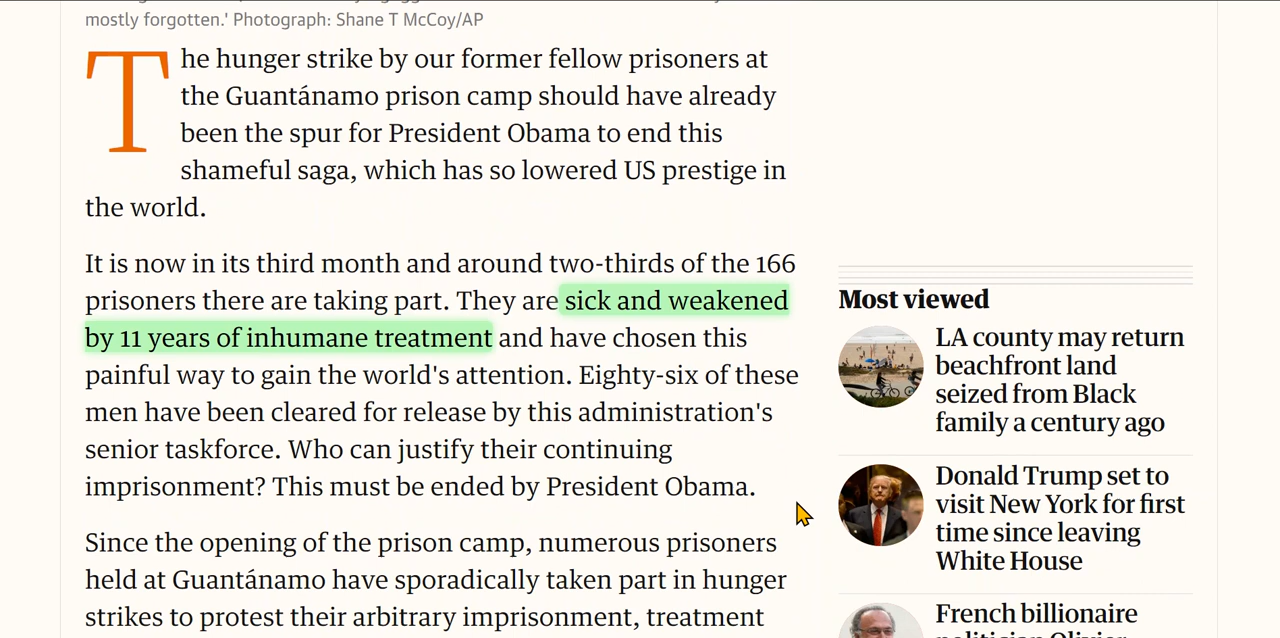 mostly forgotten.' Photograph: Shane T McCoy/AP
The hunger strike by our former fellow prisoners at
the Guantánamo prison camp should have already
been the spur for President Obama to end this
shameful saga, which has so lowered US prestige in
the world.
It is now in its third month and around two-thirds of the 166
prisoners there are taking part. They are sick and weakened
by 11 years of inhumane treatment and have chosen this
painful way to gain the world's attention. Eighty-six of these
men have been cleared for release by this administration's
senior taskforce. Who can justify their continuing
imprisonment? This must be ended by President Obama.
Since the opening of the prison camp, numerous prisoners
held at Guantánamo have sporadically taken part in hunger
strikes to protest their arbitrary imprisonment, treatment
Most viewed
LA county may return
beachfront land
seized from Black
family a century ago
Donald Trump set to
visit New York for first
time since leaving
White House
French billionaire
politician Olivier